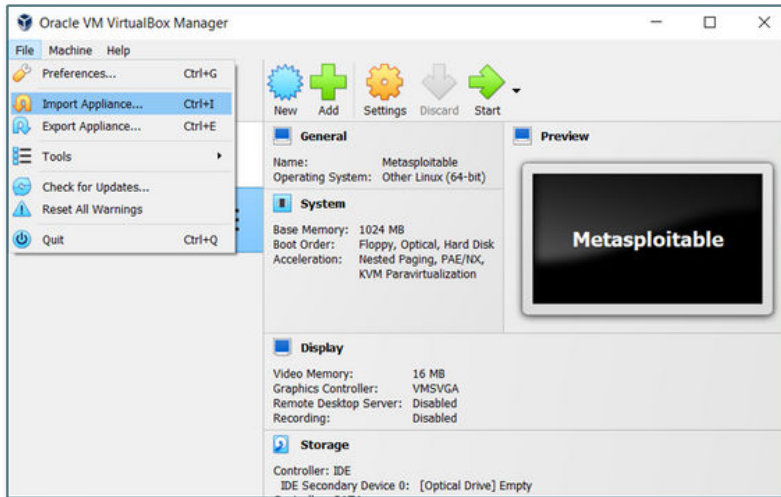 Oracle VM VirtualBox Manager
File Machine Help
Preferences... Ctrl+G
Import Appliance... Ctrl+I
Export Appliance... Ctrl+E
Tools
Check for Updates...
Reset All Warnings
Quit Ctrl+Q
New Add Settings Discard Start
General
Name: Metasploitable
Operating System: Other Linux (64-bit)
System
Base Memory: 1024 MB
Boot Order: Floppy, Optical, Hard Disk
Acceleration: Nested Paging, PAE/NX,
KVM Paravirtualization
Preview
Metasploitable
Display
Video Memory: 16 MB
Graphics Controller: VMSVGA
Remote Desktop Server: Disabled
Recording: Disabled
Storage
Controller: IDE
IDE Secondary Device 0: [Optical Drive] Empty